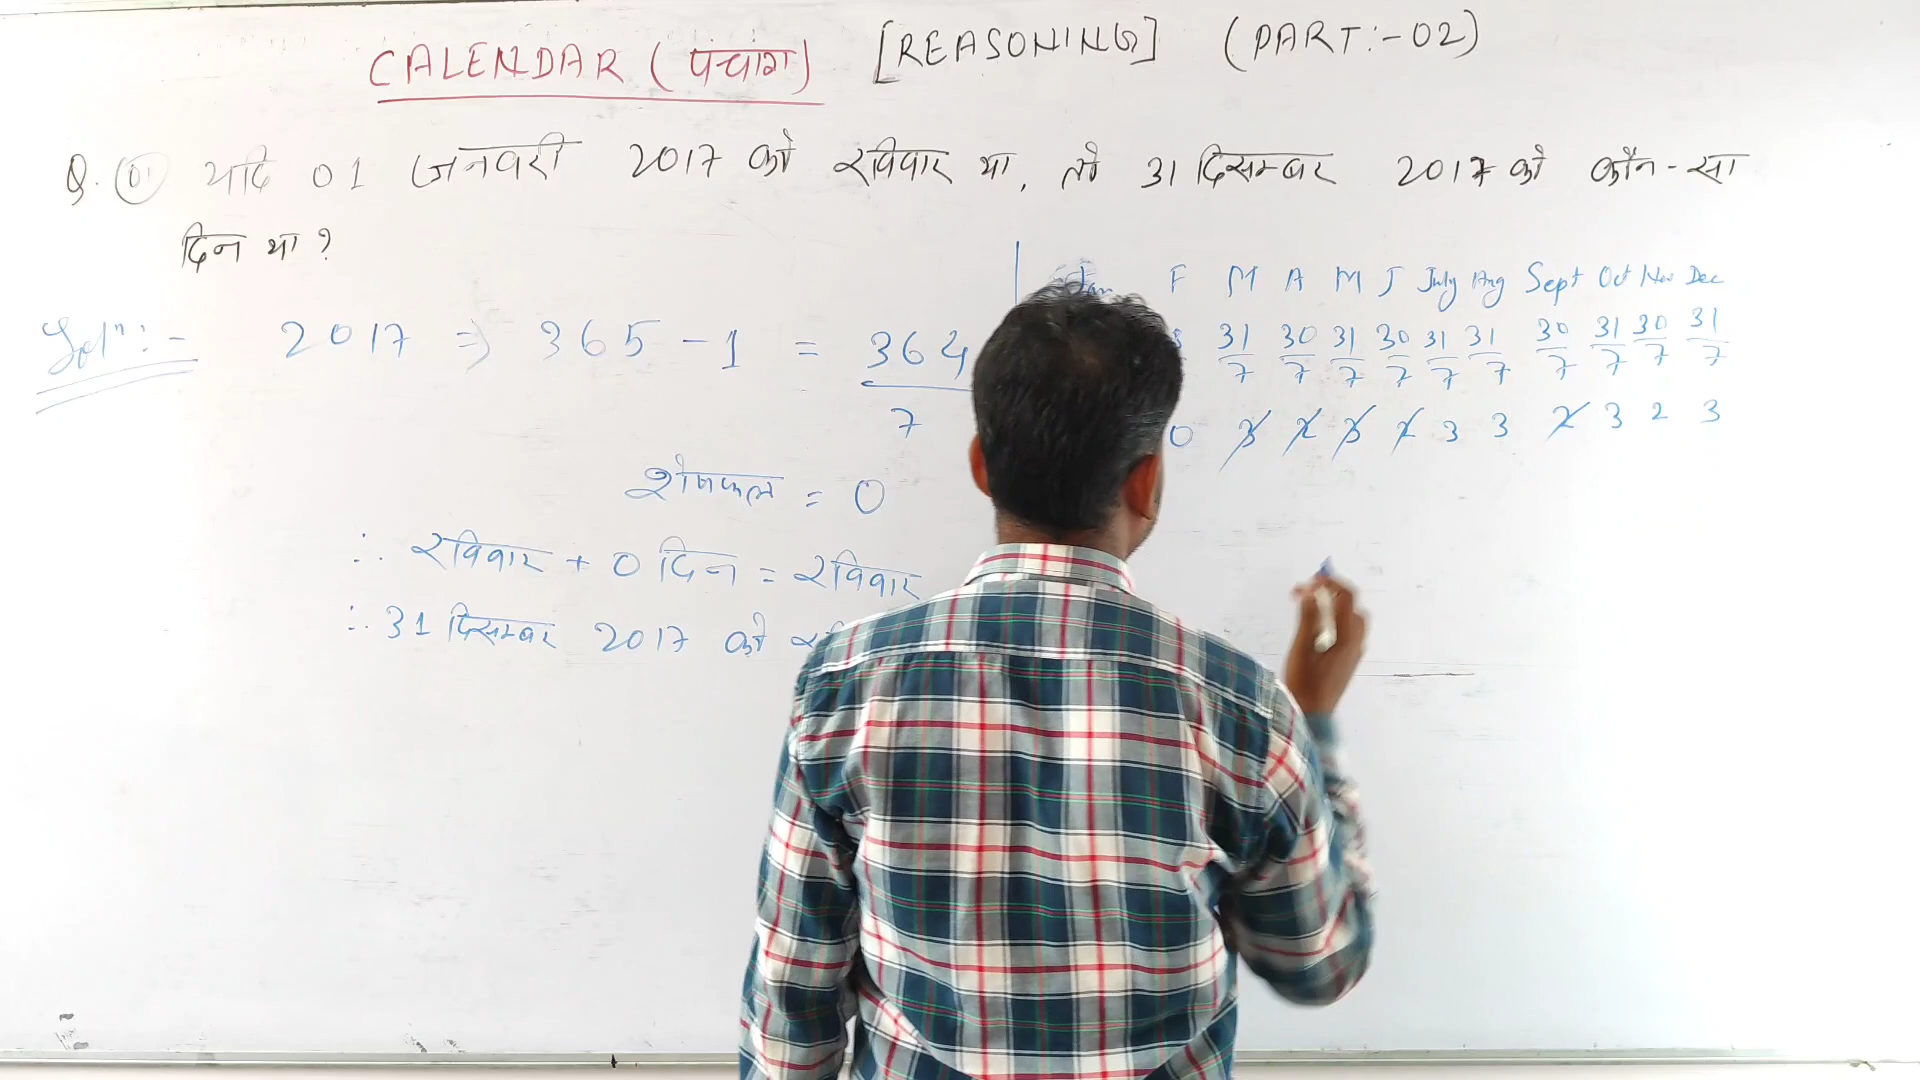 CALENDAR (पंचांग) [REASONING] (PART:-02)
Q. 01 यदि 01 जनवरी 2017 को रविवार था, तो 31 दिसम्बर 2017 को कौन-सा
दिन था ?
Solⁿ:- 2017 ⇒ 365 - 1 = 364
7
शेषफल = 0
∴ रविवार + 0 दिन = रविवार
∴ 31 दिसम्बर 2017 को
Jan F M A M J July Aug Sept Oct Nov Dec
31 30 31 30 31 31 30 31 30 31
7 7 7 7 7 7 7 7 7 7
0 3 2 3 2 3 3 2 3 2 3